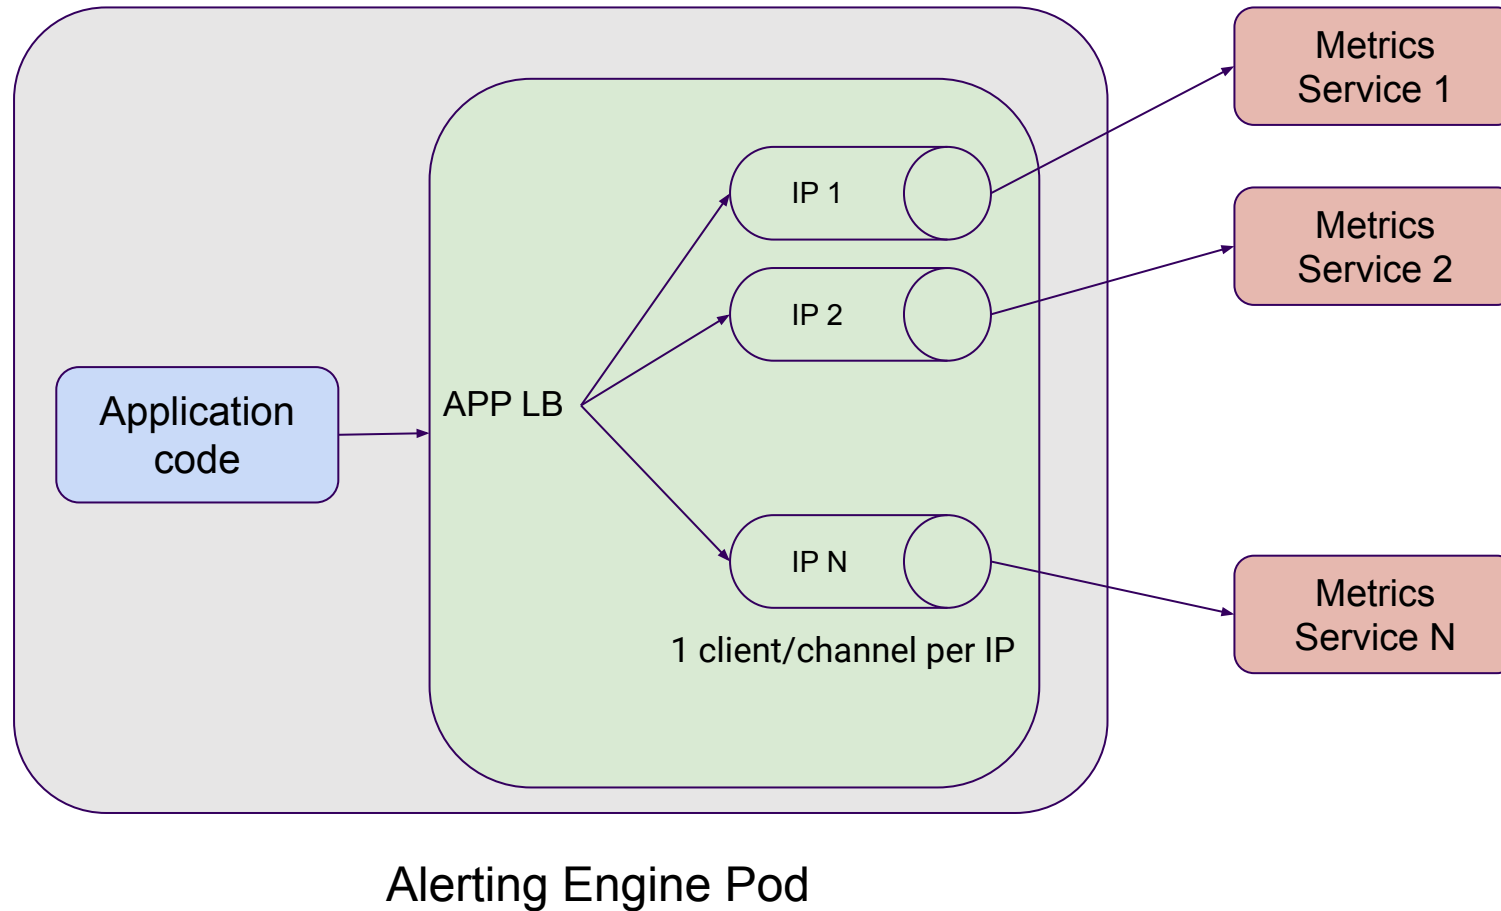 Metrics
Service 1
IP 1
Metrics
Service 2
IP 2
APP LB
Application
code
IP N
Metrics
Service N
1 client/channel per IP
Alerting Engine Pod